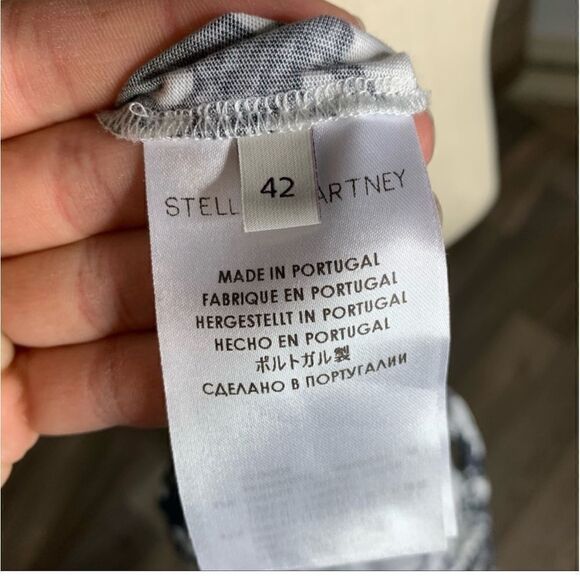 42
STELL ARTNEY
MADE IN PORTUGAL
FABRIQUE EN PORTUGAL
HERGESTELLT IN PORTUGAL
HECHO EN PORTUGAL
ポルトガル製
СДЕЛАНО В ПОРТУГАЛИИ